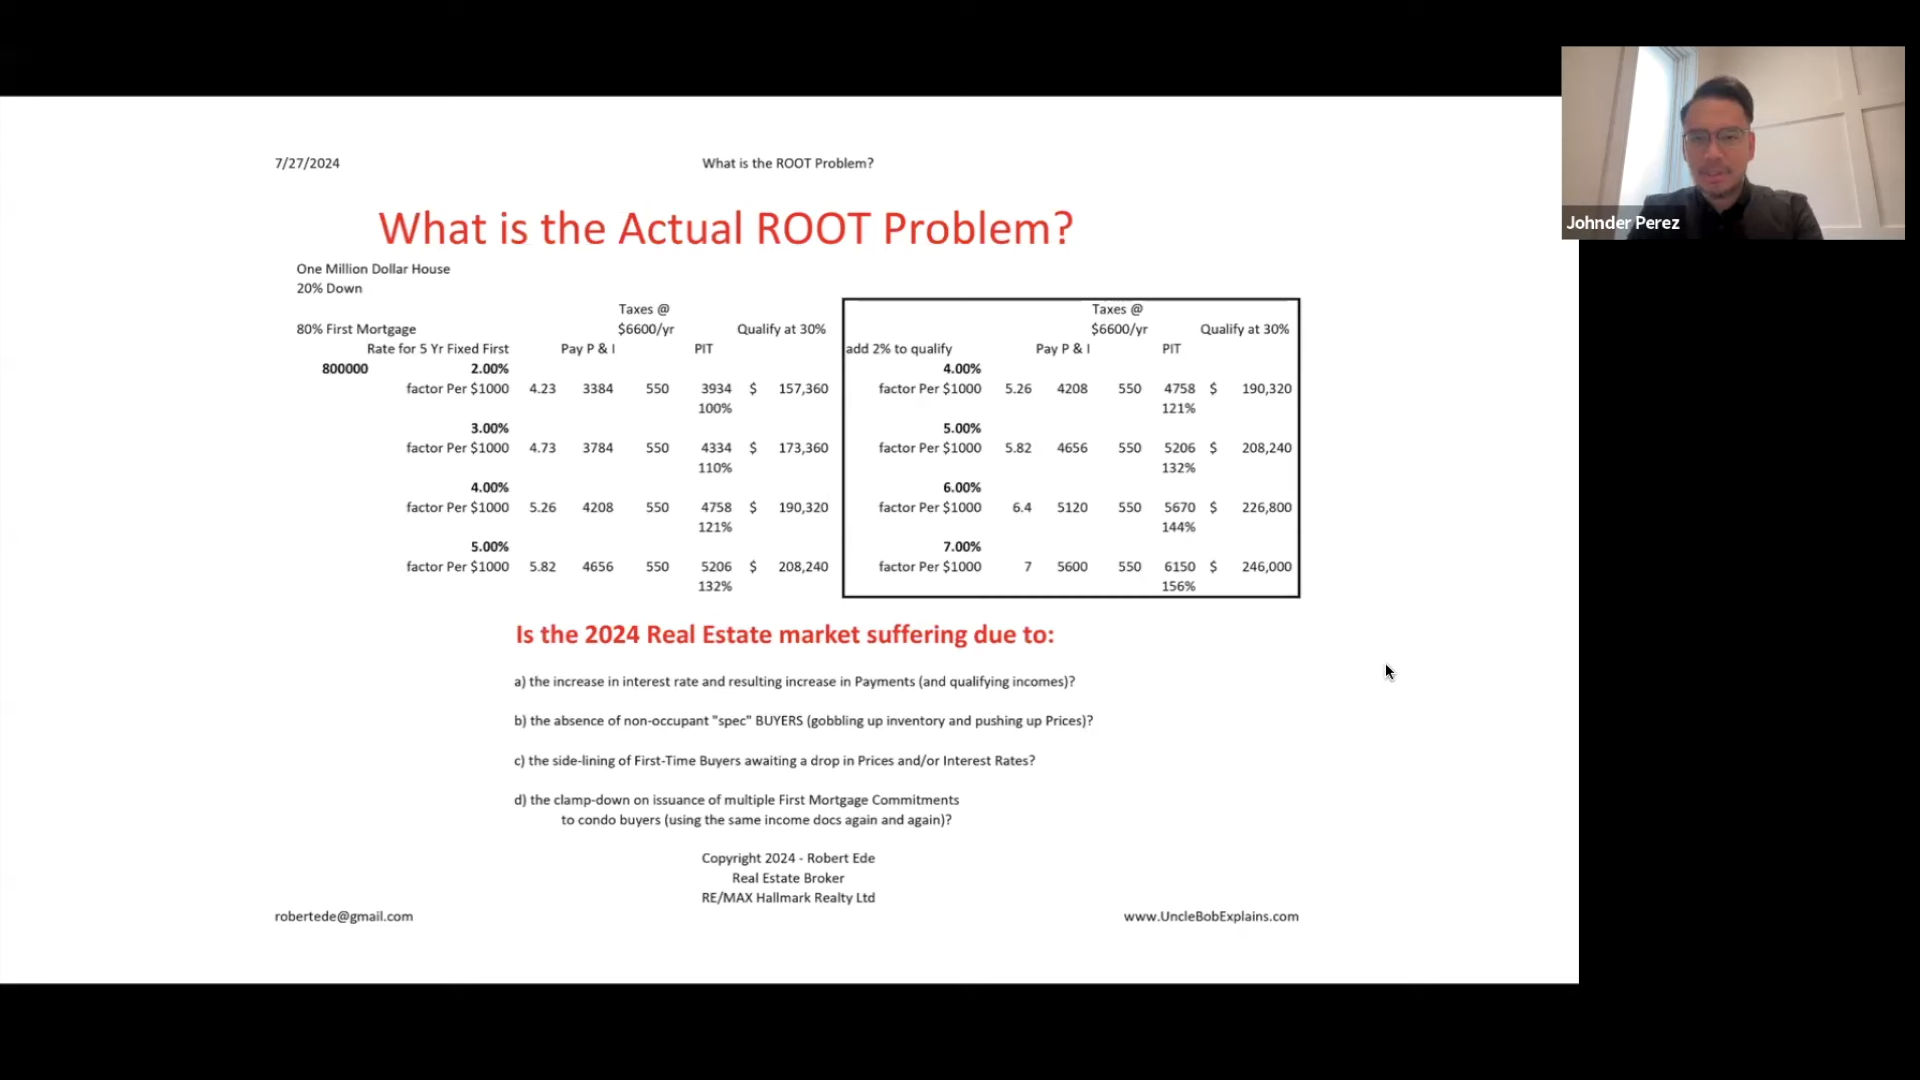 7/27/2024 What is the ROOT Problem?
What is the Actual ROOT Problem?
One Million Dollar House
20% Down
Taxes @ Taxes @
80% First Mortgage $6600/yr Qualify at 30% $6600/yr Qualify at 30%
Rate for 5 Yr Fixed First Pay P & I PIT add 2% to qualify Pay P & I PIT
800000 2.00% 4.00%
factor Per $1000 4.23 3384 550 3934 $ 157,360 factor Per $1000 5.26 4208 550 4758 $ 190,320
100% 121%
3.00% 5.00%
factor Per $1000 4.73 3784 550 4334 $ 173,360 factor Per $1000 5.82 4656 550 5206 $ 208,240
110% 132%
4.00% 6.00%
factor Per $1000 5.26 4208 550 4758 $ 190,320 factor Per $1000 6.4 5120 550 5670 $ 226,800
121% 144%
5.00% 7.00%
factor Per $1000 5.82 4656 550 5206 $ 208,240 factor Per $1000 7 5600 550 6150 $ 246,000
132% 156%
Is the 2024 Real Estate market suffering due to:
a) the increase in interest rate and resulting increase in Payments (and qualifying incomes)?
b) the absence of non-occupant "spec" BUYERS (gobbling up inventory and pushing up Prices)?
c) the side-lining of First-Time Buyers awaiting a drop in Prices and/or Interest Rates?
d) the clamp-down on issuance of multiple First Mortgage Commitments
to condo buyers (using the same income docs again and again)?
Copyright 2024 - Robert Ede
Real Estate Broker
RE/MAX Hallmark Realty Ltd
robertede@gmail.com www.UncleBobExplains.com
Johnder Perez